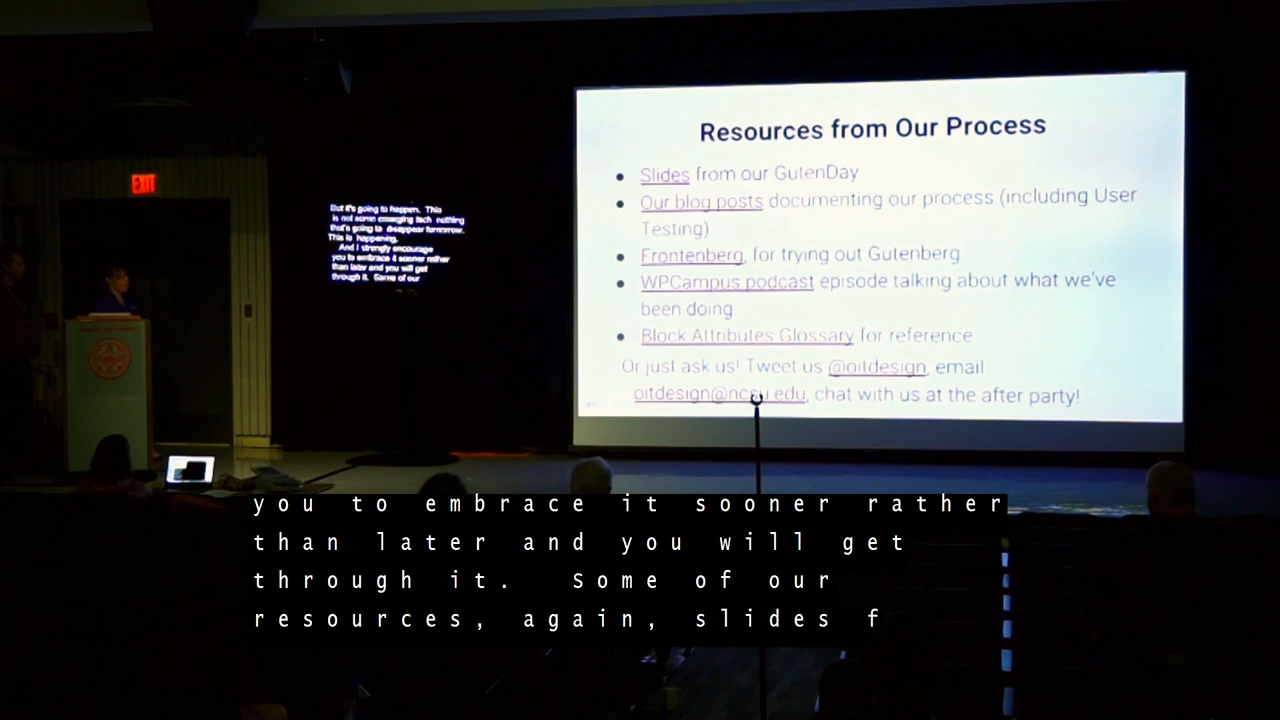 EXIT
But it's going to happen. This
is not some emerging tech nothing
that's going to disappear tomorrow.
This is happening.
And I strongly encourage
you to embrace it sooner rather
than later and you will get
through it. Some of our
Resources from Our Process
• Slides from our GutenDay
• Our blog posts documenting our process (including User
Testing)
• Frontenberg, for trying out Gutenberg
• WPCampus podcast episode talking about what we've
been doing
• Block Attributes Glossary for reference
Or just ask us! Tweet us @oitdesign, email
oitdesign@ncsu.edu, chat with us at the after party!
you to embrace it sooner rather
than later and you will get
through it. Some of our
resources, again, slides f